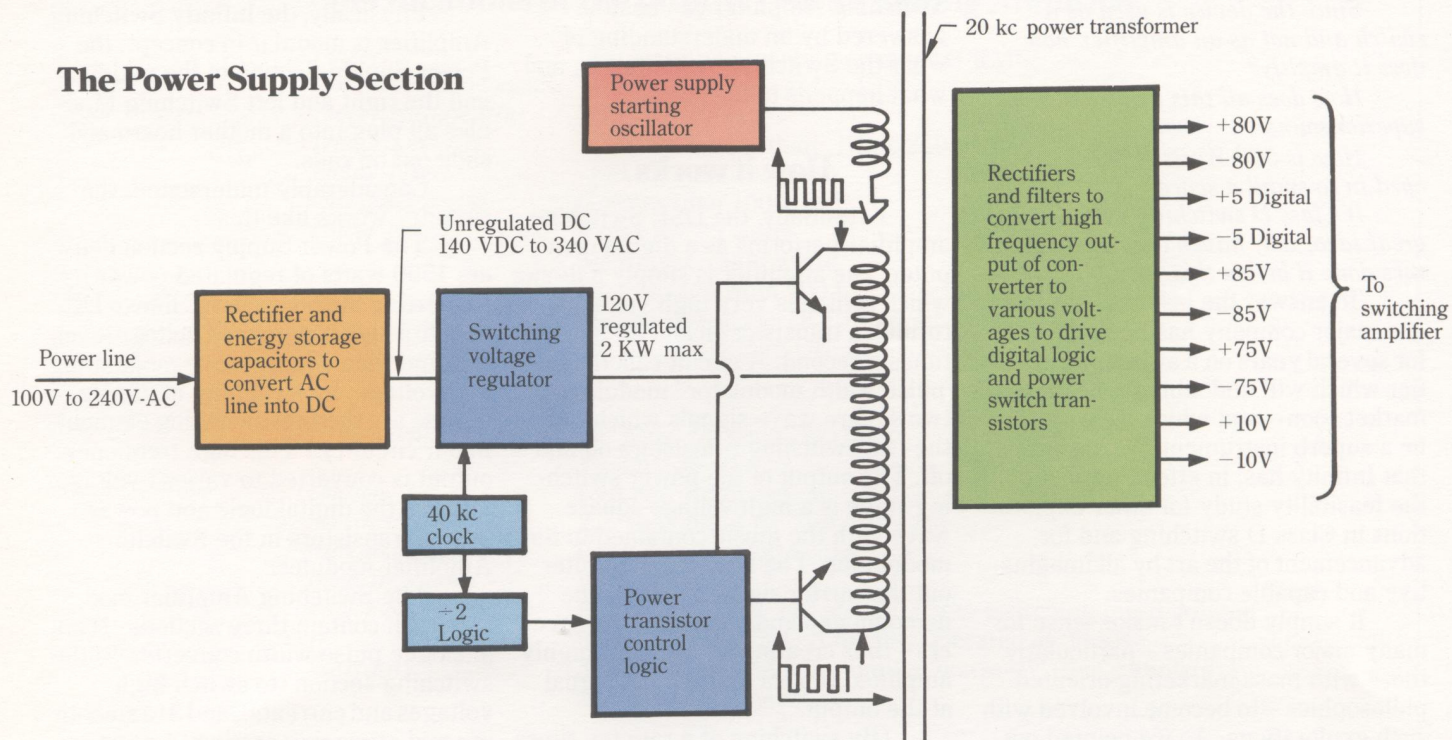 The Power Supply Section
20 kc power transformer
Power supply
starting
oscillator
Unregulated DC
140 VDC to 340 VAC
Power line
100V to 240V-AC
Rectifier and
energy storage
capacitors to
convert AC
line into DC
Switching
voltage
regulator
120V
regulated
2 KW max
40 kc
clock
÷2
Logic
Power
transistor
control
logic
Rectifiers
and filters to
convert high
frequency out-
put of con-
verter to
various volt-
ages to drive
digital logic
and power
switch tran-
sistors
+80V
−80V
+5 Digital
−5 Digital
+85V
−85V
+75V
−75V
+10V
−10V
To
switching
amplifier